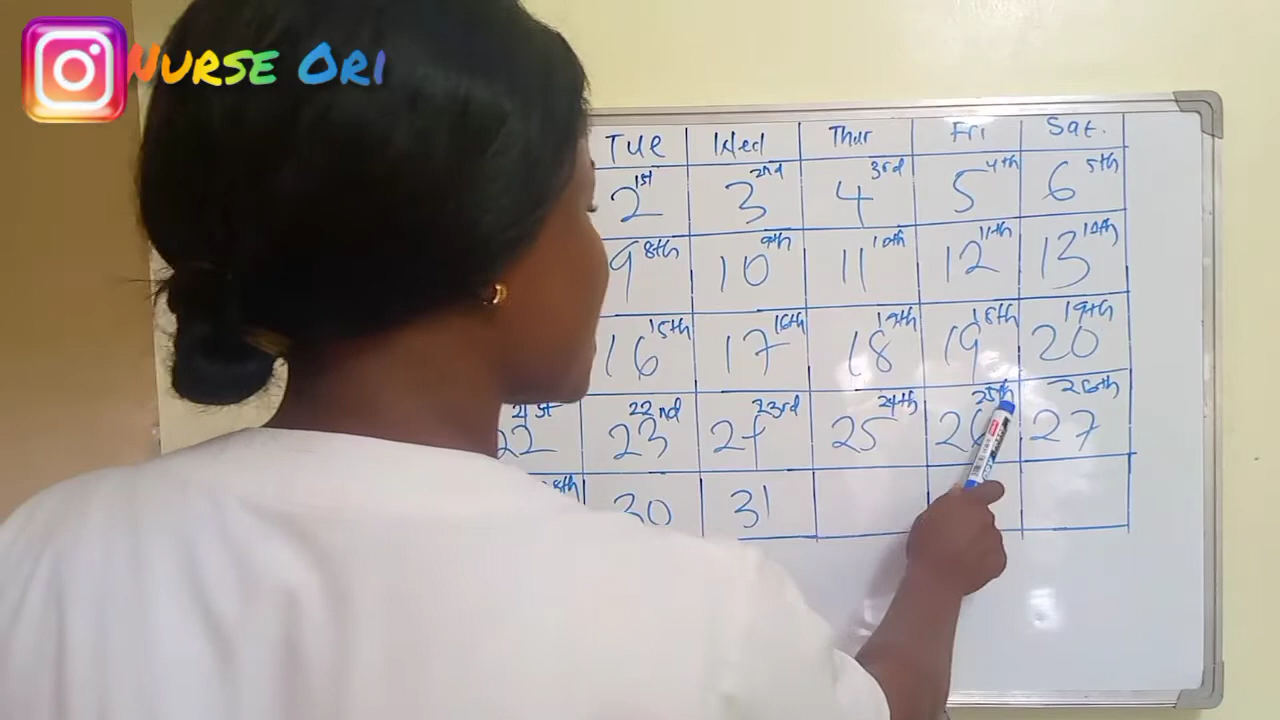 Nurse Ori
Tue Wed Thur Fri Sat.
2 1st 3 2nd 4 3rd 5 4th 6 5th
9 8th 10 9th 11 10th 12 11th 13 12th
16 15th 17 16th 18 17th 19 18th 20 19th
22 21st 23 22nd 24 23rd 25 24th 26 25th 27 26th
28th 30 31